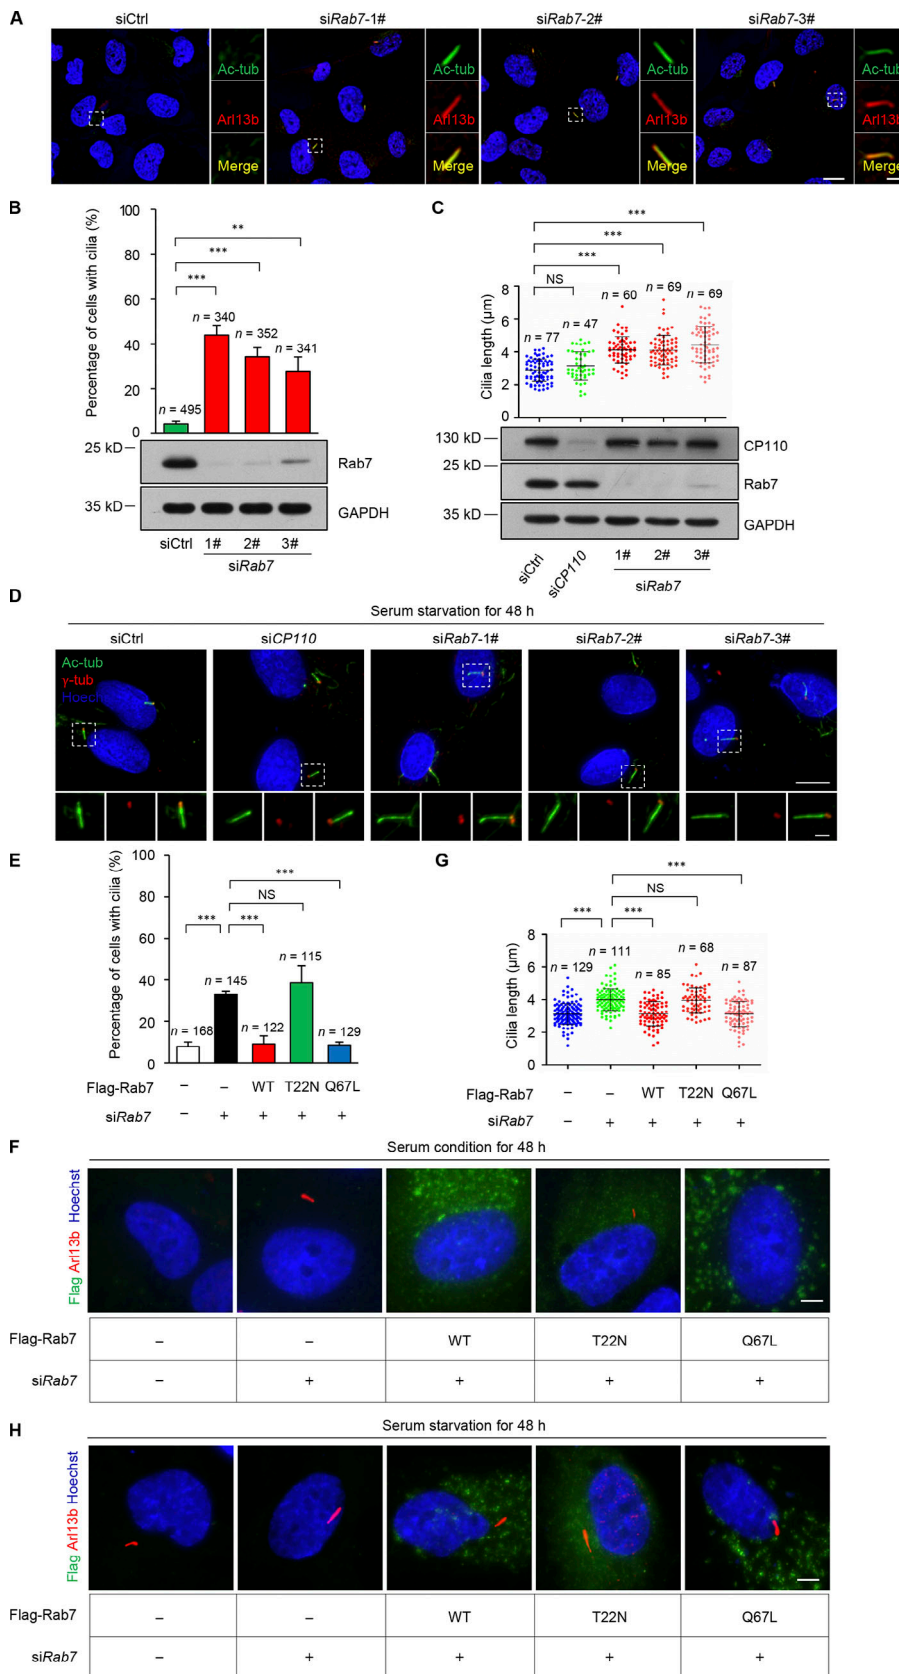 A
siCtrl siRab7-1# siRab7-2# siRab7-3#
Ac-tub Ac-tub Ac-tub Ac-tub
Arl13b Arl13b Arl13b Arl13b
Merge Merge Merge Merge
B
Percentage of cells with cilia (%)
100
80
60
40
20
0
**
***
***
n = 495
n = 340
n = 352
n = 341
25 kD
Rab7
35 kD
GAPDH
siCtrl 1# 2# 3#
siRab7
C
Cilia length (μm)
8
6
4
2
0
***
***
***
NS
n = 77
n = 47
n = 60
n = 69
n = 69
130 kD
CP110
25 kD
Rab7
35 kD
GAPDH
siCtrl siCP110 1# 2# 3#
siRab7
D
Serum starvation for 48 h
siCtrl siCP110 siRab7-1# siRab7-2# siRab7-3#
Ac-tub
γ-tub
Hoechst
E
Percentage of cells with cilia (%)
100
80
60
40
20
0
***
NS
*** ***
n = 168
n = 145
n = 122
n = 115
n = 129
Flag-Rab7 – – WT T22N Q67L
siRab7 – + + + +
G
Cilia length (μm)
8
6
4
2
0
***
NS
*** ***
n = 129
n = 111
n = 85
n = 68
n = 87
Flag-Rab7 – – WT T22N Q67L
siRab7 – + + + +
F
Serum condition for 48 h
Flag Arl13b Hoechst
Flag-Rab7 – – WT T22N Q67L
siRab7 – + + + +
H
Serum starvation for 48 h
Flag Arl13b Hoechst
Flag-Rab7 – – WT T22N Q67L
siRab7 – + + + +